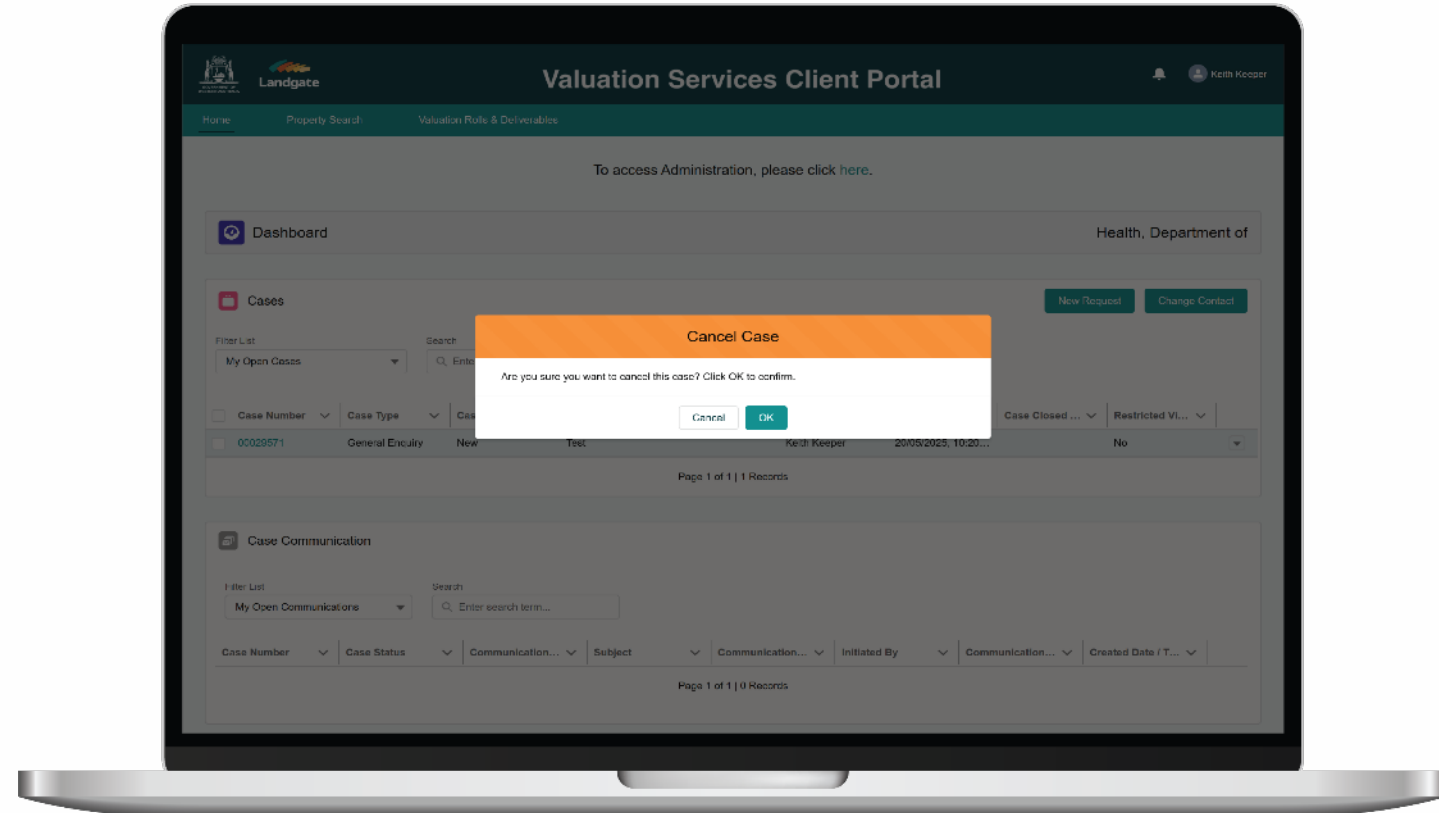 Landgate
Valuation Services Client Portal
Keith Keeper
Home Property Search Valuation Rolls & Deliverables
To access Administration, please click here.
Dashboard Health, Department of
Cases New Request Change Contact
Filter List Search
My Open Cases Ente
Cancel Case
Are you sure you want to cancel this case? Click OK to confirm.
Cancel OK
Case Number Case Type Cas Case Closed ... Restricted Vi...
00029571 General Enquiry New Test Keith Keeper 20/05/2025, 10:20... No
Page 1 of 1 | 1 Records
Case Communication
Filter List Search
My Open Communications Enter search term...
Case Number Case Status Communication... Subject Communication... Initiated By Communication... Created Date / T...
Page 1 of 1 | 0 Records